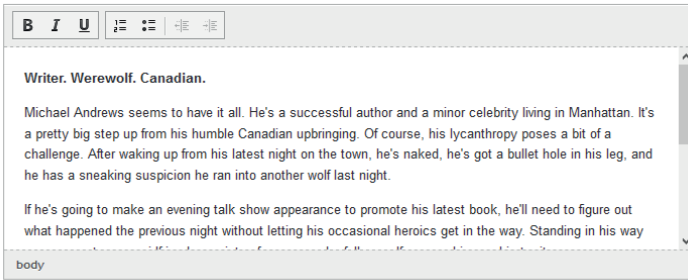 B I U
Writer. Werewolf. Canadian.
Michael Andrews seems to have it all. He's a successful author and a minor celebrity living in Manhattan. It's
a pretty big step up from his humble Canadian upbringing. Of course, his lycanthropy poses a bit of a
challenge. After waking up from his latest night on the town, he's naked, he's got a bullet hole in his leg, and
he has a sneaking suspicion he ran into another wolf last night.
If he's going to make an evening talk show appearance to promote his latest book, he'll need to figure out
what happened the previous night without letting his occasional heroics get in the way. Standing in his way
body